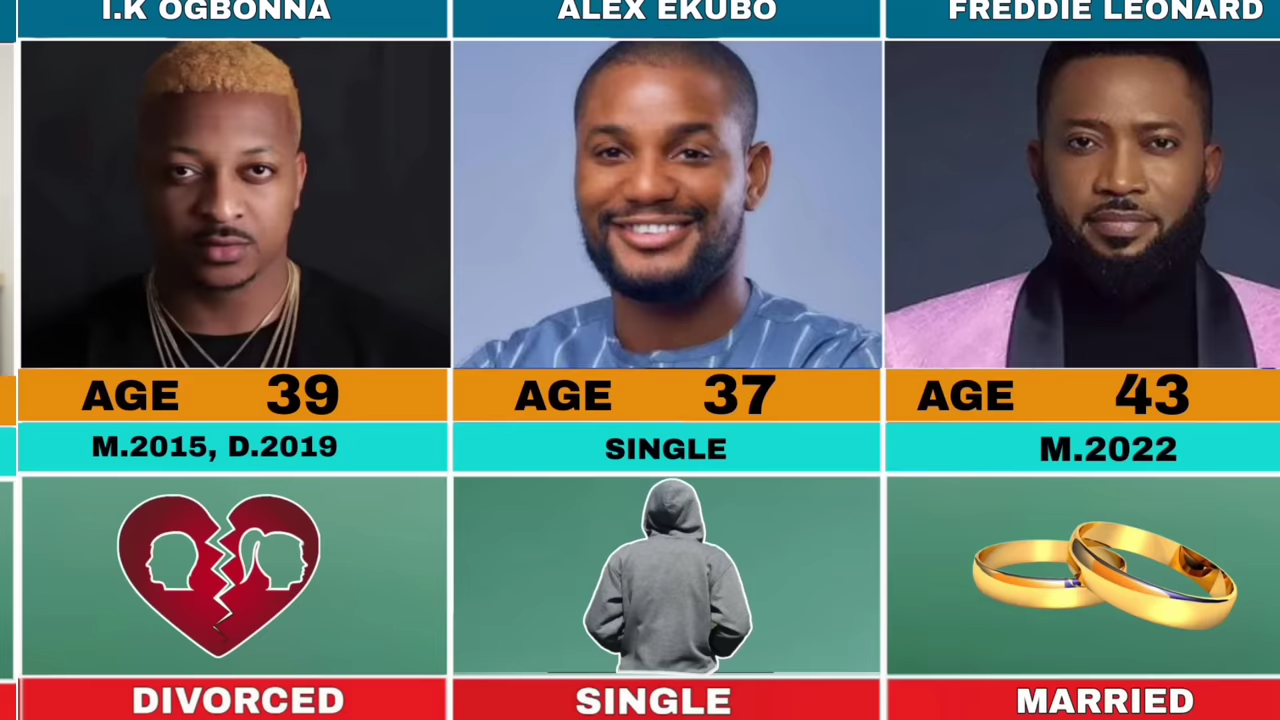 I.K OGBONNA
ALEX EKUBO
FREDDIE LEONARD
AGE 39
AGE 37
AGE 43
M.2015, D.2019
SINGLE
M.2022
DIVORCED
SINGLE
MARRIED